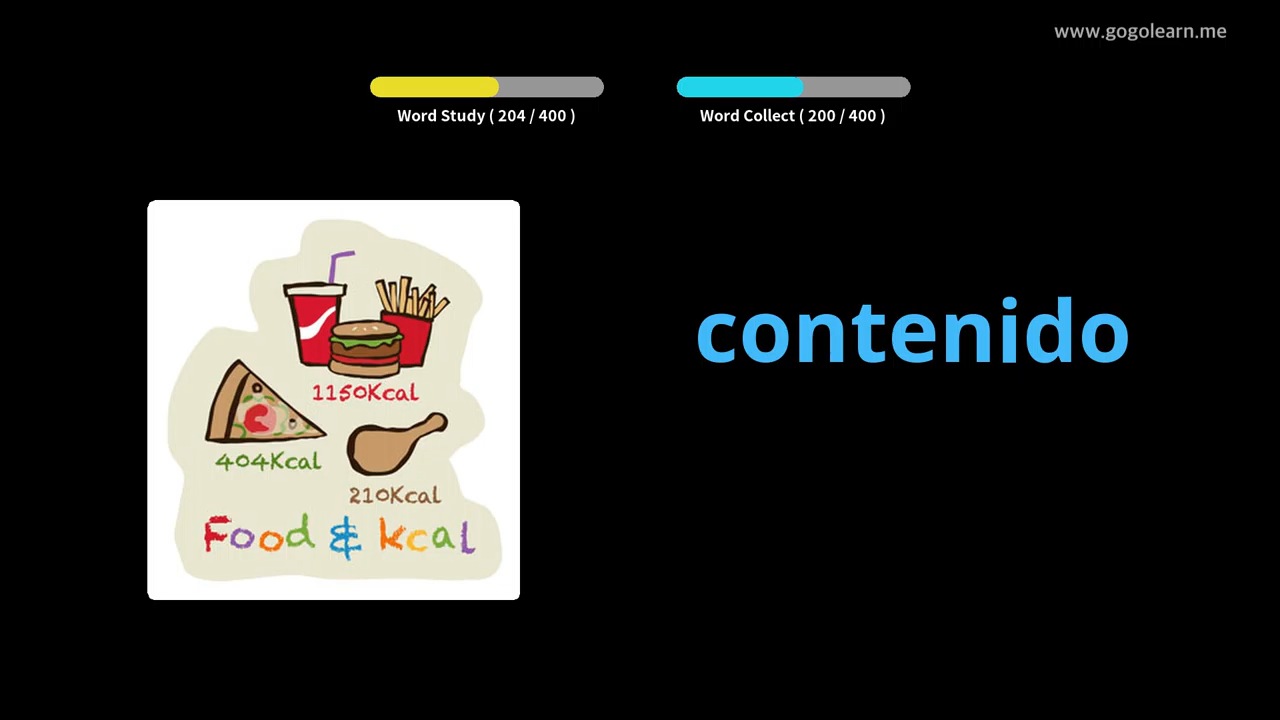 www.gogolearn.me
Word Study ( 204 / 400 )
Word Collect ( 200 / 400 )
1150Kcal
404Kcal
210Kcal
Food & kcal
contenido